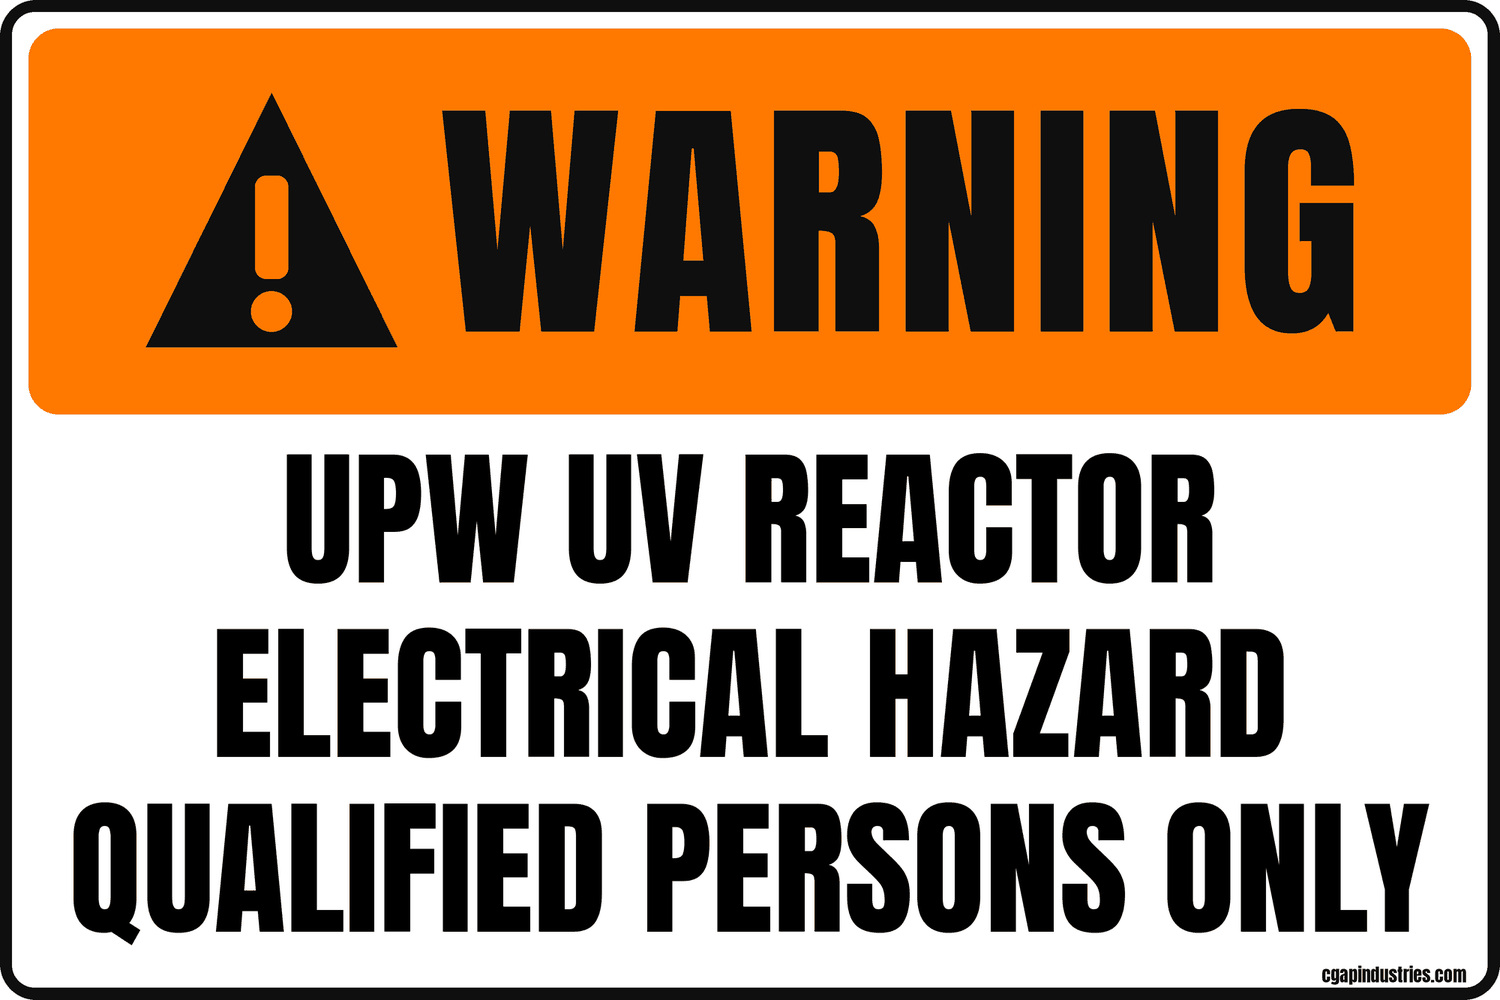 WARNING
UPW UV REACTOR
ELECTRICAL HAZARD
QUALIFIED PERSONS ONLY
cgapindustries.com